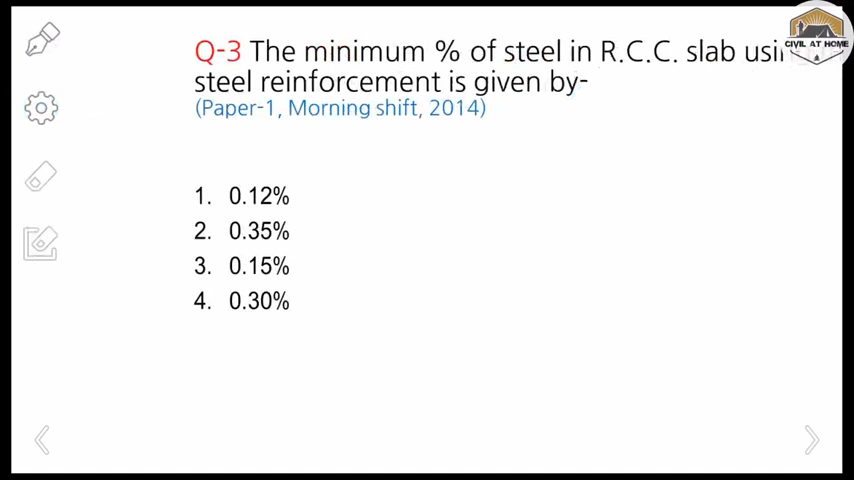 Q-3 The minimum % of steel in R.C.C. slab
steel reinforcement is given by-
(Paper-1, Morning shift, 2014)
1. 0.12%
2. 0.35%
3. 0.15%
4. 0.30%
CIVIL AT HOME